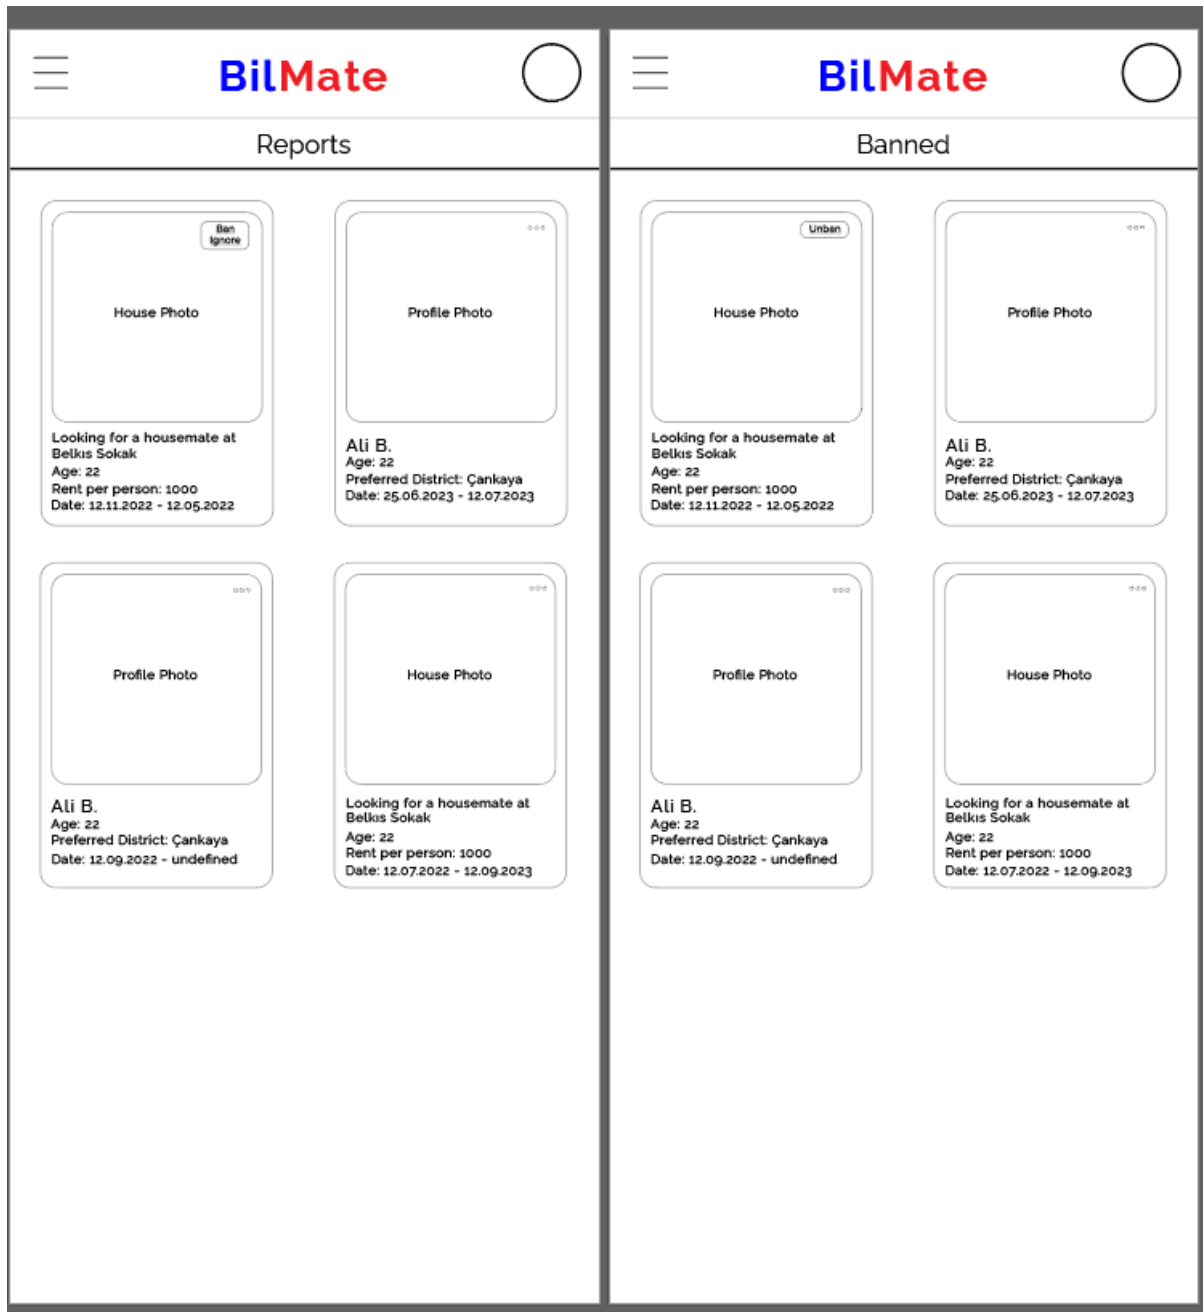 BilMate
Reports
Ban
Ignore
House Photo
Looking for a housemate at
Belkıs Sokak
Age: 22
Rent per person: 1000
Date: 12.11.2022 - 12.05.2022
Profile Photo
Ali B.
Age: 22
Preferred District: Çankaya
Date: 25.06.2023 - 12.07.2023
Profile Photo
Ali B.
Age: 22
Preferred District: Çankaya
Date: 12.09.2022 - undefined
House Photo
Looking for a housemate at
Belkıs Sokak
Age: 22
Rent per person: 1000
Date: 12.07.2022 - 12.09.2023
BilMate
Banned
Unban
House Photo
Looking for a housemate at
Belkıs Sokak
Age: 22
Rent per person: 1000
Date: 12.11.2022 - 12.05.2022
Profile Photo
Ali B.
Age: 22
Preferred District: Çankaya
Date: 25.06.2023 - 12.07.2023
Profile Photo
Ali B.
Age: 22
Preferred District: Çankaya
Date: 12.09.2022 - undefined
House Photo
Looking for a housemate at
Belkıs Sokak
Age: 22
Rent per person: 1000
Date: 12.07.2022 - 12.09.2023